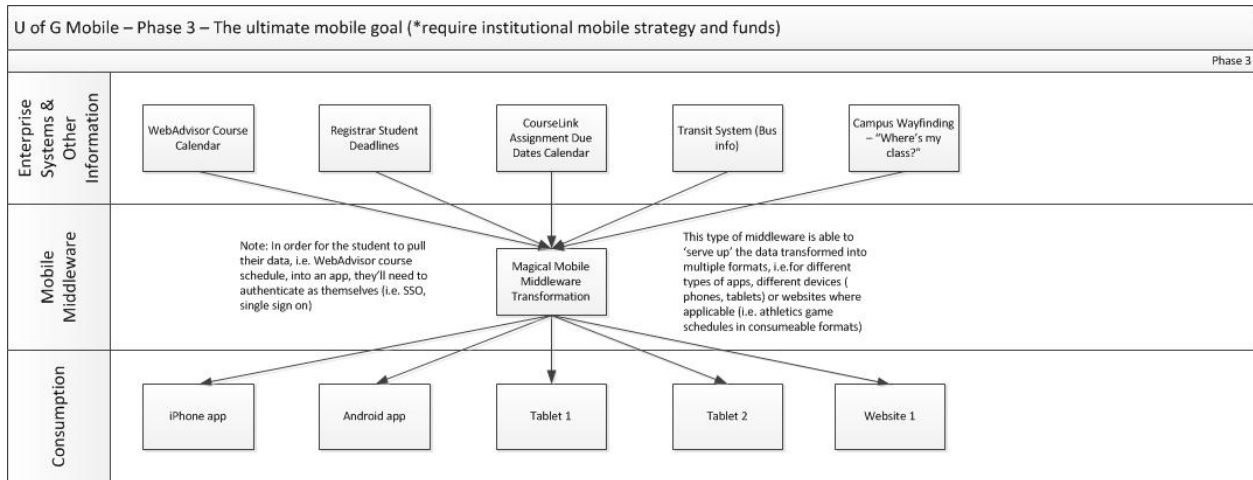 U of G Mobile – Phase 3 – The ultimate mobile goal (*require institutional mobile strategy and funds)
Phase 3
Enterprise
Systems &
Other
Information
WebAdvisor Course
Calendar
Registrar Student
Deadlines
CourseLink
Assignment Due
Dates Calendar
Transit System (Bus
info)
Campus Wayfinding
– “Where’s my
class?”
Mobile
Middleware
Note: In order for the student to pull
their data, i.e. WebAdvisor course
schedule, into an app, they’ll need to
authenticate as themselves (i.e. SSO,
single sign on)
Magical Mobile
Middleware
Transformation
This type of middleware is able to
‘serve up’ the data transformed into
multiple formats, i.e.for different
types of apps, different devices (
phones, tablets) or websites where
applicable (i.e. athletics game
schedules in consumeable formats)
Consumption
iPhone app
Android app
Tablet 1
Tablet 2
Website 1